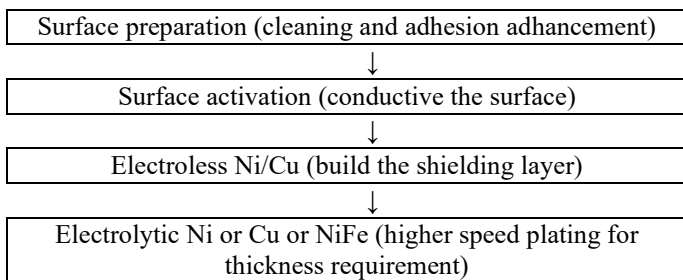 Surface preparation (cleaning and adhesion adhancement)
↓
Surface activation (conductive the surface)
↓
Electroless Ni/Cu (build the shielding layer)
↓
Electrolytic Ni or Cu or NiFe (higher speed plating for
thickness requirement)